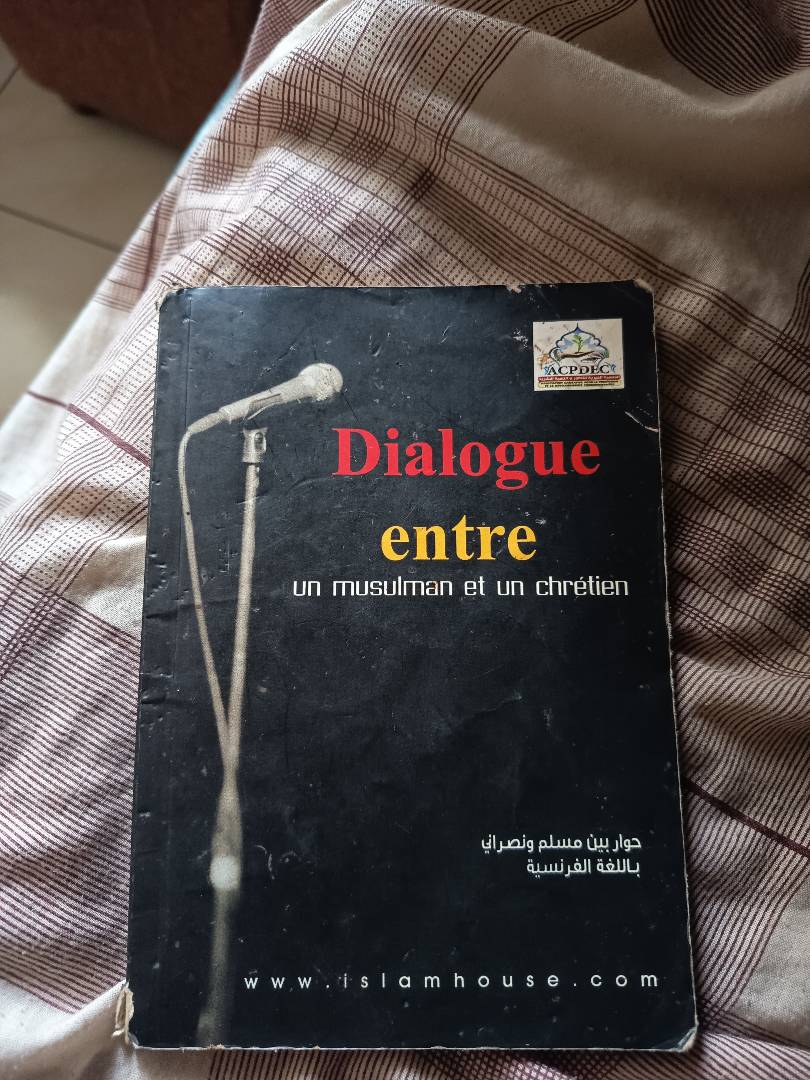 ACPDEC
Dialogue
entre
un musulman et un chrétien
حوار بين مسلم ونصراني
باللغة الفرنسية
www.islamhouse.com